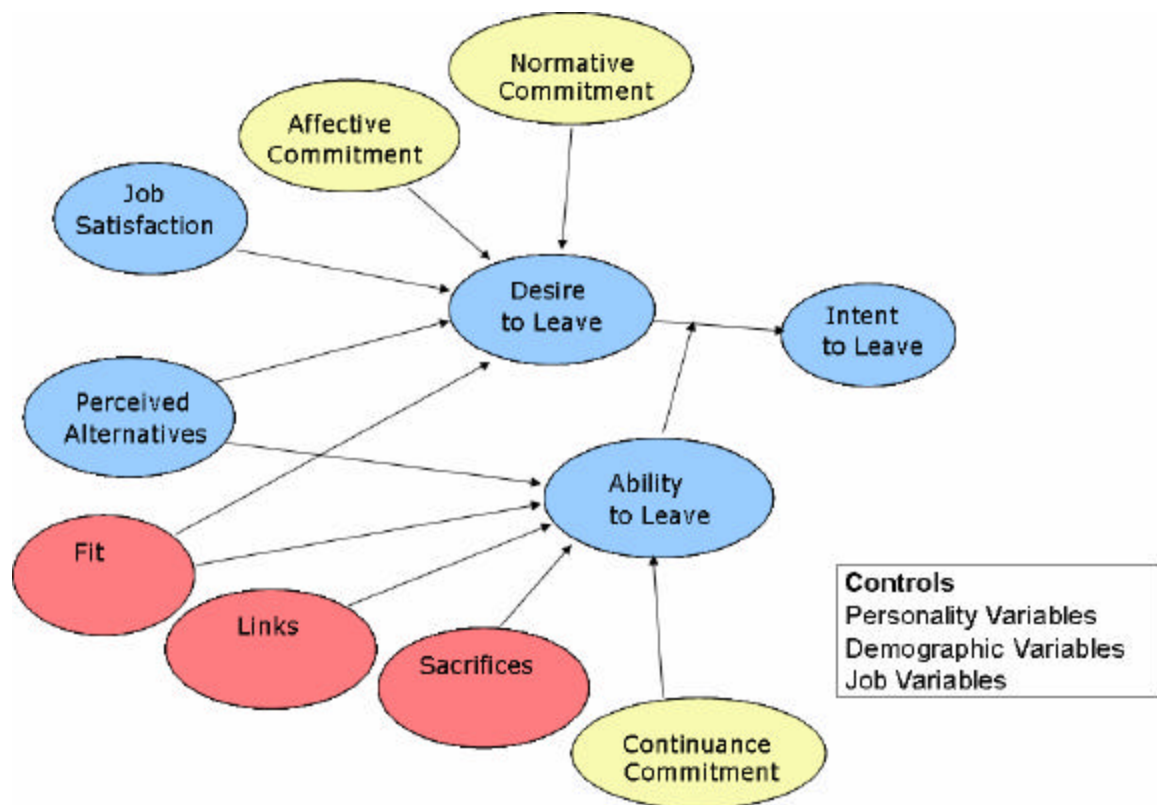 Normative
Commitment
Affective
Commitment
Job
Satisfaction
Desire
to Leave
Intent
to Leave
Perceived
Alternatives
Ability
to Leave
Fit
Links
Sacrifices
Continuance
Commitment
Controls
Personality Variables
Demographic Variables
Job Variables